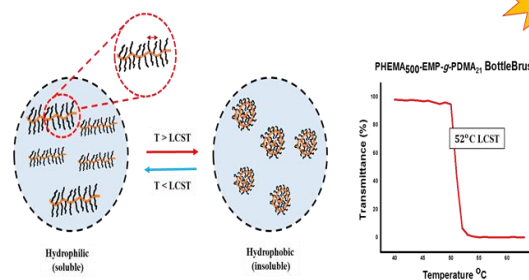 PHEMA500-EMP-g-PDMA21 BottleBrush
T > LCST
T < LCST
Hydrophilic
(soluble)
Hydrophobic
(insoluble)
Transmittance (%)
100
80
60
40
20
0
52°C LCST
40
45
50
55
60
Temperature °C